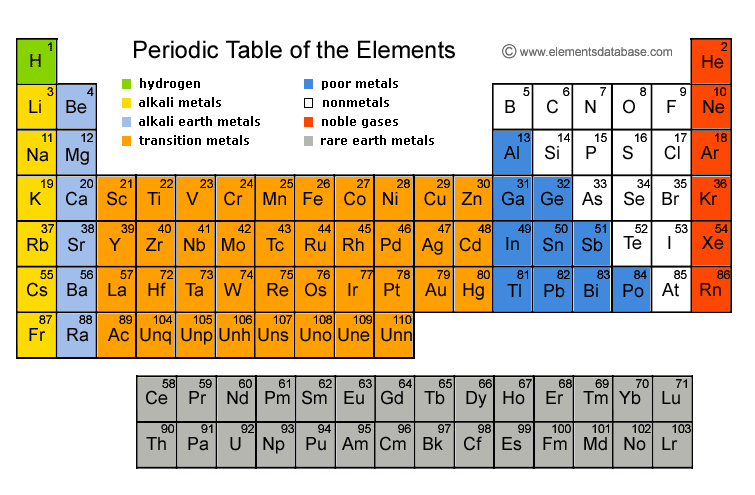 Periodic Table of the Elements
© www.elementsdatabase.com
hydrogen
poor metals
alkali metals
nonmetals
alkali earth metals
noble gases
transition metals
rare earth metals
1 H 2 He
3 Li 4 Be 5 B 6 C 7 N 8 O 9 F 10 Ne
11 Na 12 Mg 13 Al 14 Si 15 P 16 S 17 Cl 18 Ar
19 K 20 Ca 21 Sc 22 Ti 23 V 24 Cr 25 Mn 26 Fe 27 Co 28 Ni 29 Cu 30 Zn 31 Ga 32 Ge 33 As 34 Se 35 Br 36 Kr
37 Rb 38 Sr 39 Y 40 Zr 41 Nb 42 Mo 43 Tc 44 Ru 45 Rh 46 Pd 47 Ag 48 Cd 49 In 50 Sn 51 Sb 52 Te 53 I 54 Xe
55 Cs 56 Ba 57 La 72 Hf 73 Ta 74 W 75 Re 76 Os 77 Ir 78 Pt 79 Au 80 Hg 81 Tl 82 Pb 83 Bi 84 Po 85 At 86 Rn
87 Fr 88 Ra 89 Ac 104 Unq 105 Unp 106 Unh 107 Uns 108 Uno 109 Une 110 Unn
58 Ce 59 Pr 60 Nd 61 Pm 62 Sm 63 Eu 64 Gd 65 Tb 66 Dy 67 Ho 68 Er 69 Tm 70 Yb 71 Lu
90 Th 91 Pa 92 U 93 Np 94 Pu 95 Am 96 Cm 97 Bk 98 Cf 99 Es 100 Fm 101 Md 102 No 103 Lr